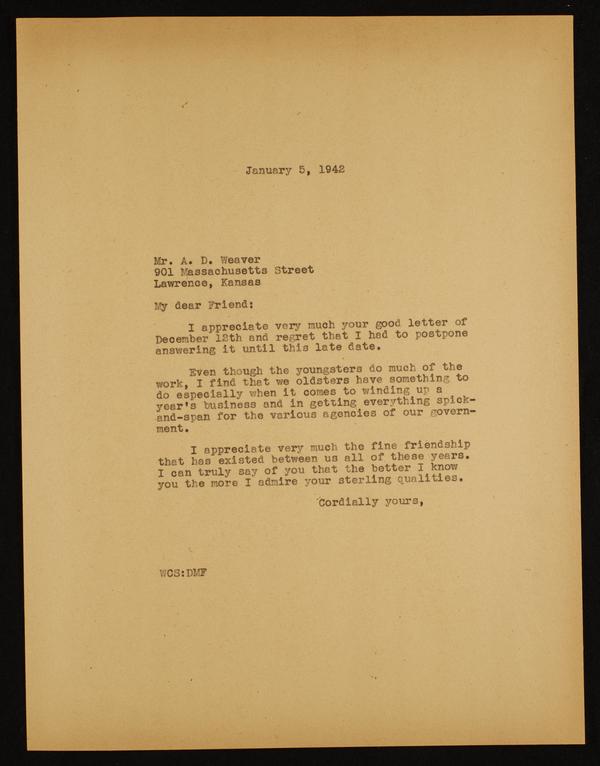 January 5, 1942
Mr. A. D. Weaver
901 Massachusetts Street
Lawrence, Kansas
My dear Friend:
I appreciate very much your good letter of
December 12th and regret that I had to postpone
answering it until this late date.
Even though the youngsters do much of the
work, I find that we oldsters have something to
do especially when it comes to winding up a
year's business and in getting everything spick-
and-span for the various agencies of our govern-
ment.
I appreciate very much the fine friendship
that has existed between us all of these years.
I can truly say of you that the better I know
you the more I admire your sterling qualities.
Cordially yours,
WCS:DMF